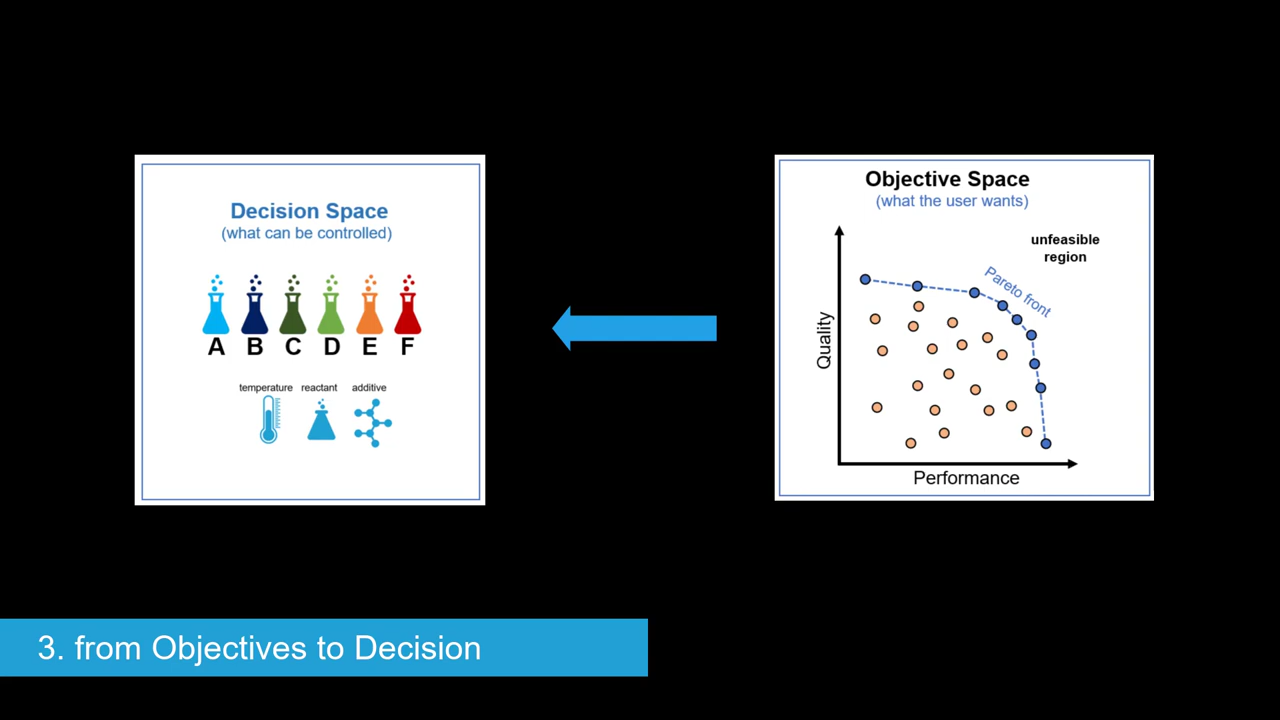 Decision Space
(what can be controlled)
A B C D E F
temperature reactant additive
Objective Space
(what the user wants)
unfeasible
region
Pareto front
Quality
Performance
3. from Objectives to Decision